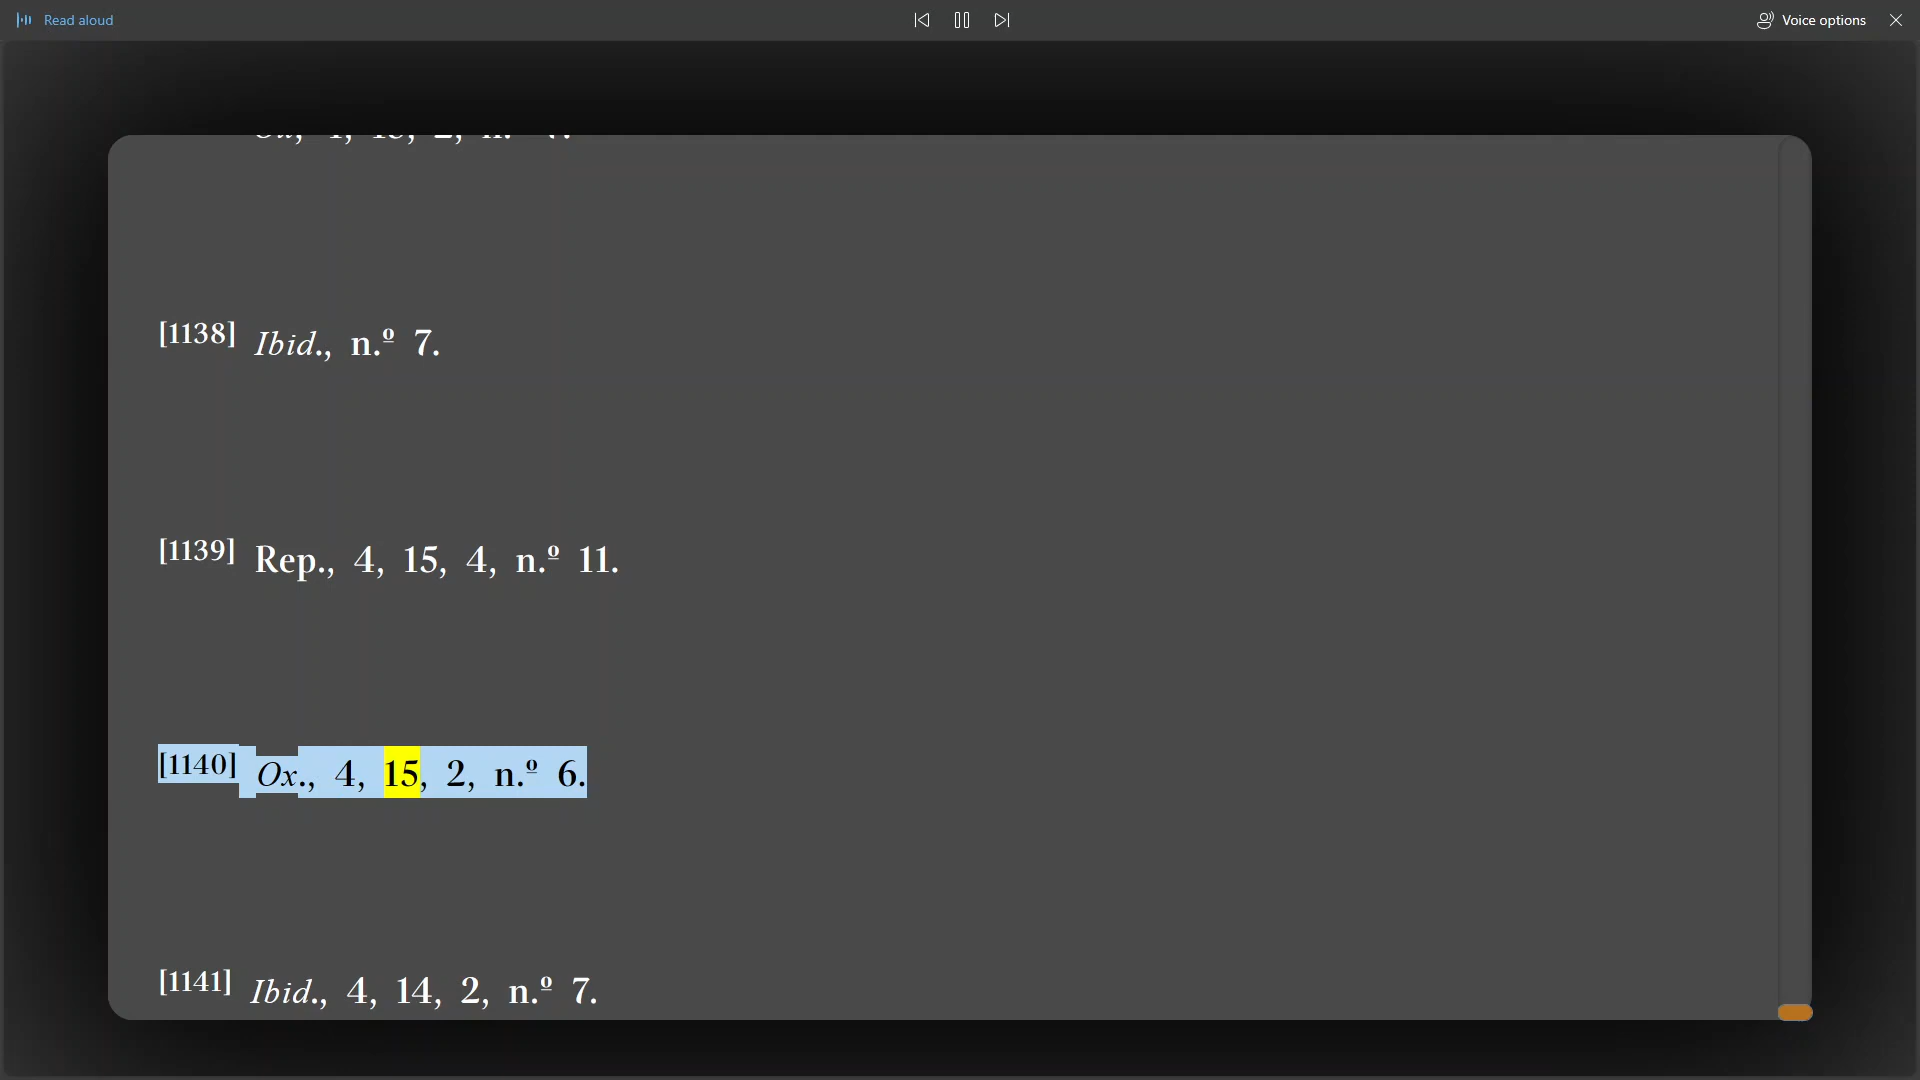 Read aloud
Voice options
[1138] Ibid., n.º 7.
[1139] Rep., 4, 15, 4, n.º 11.
[1140] Ox., 4, 15, 2, n.º 6.
[1141] Ibid., 4, 14, 2, n.º 7.